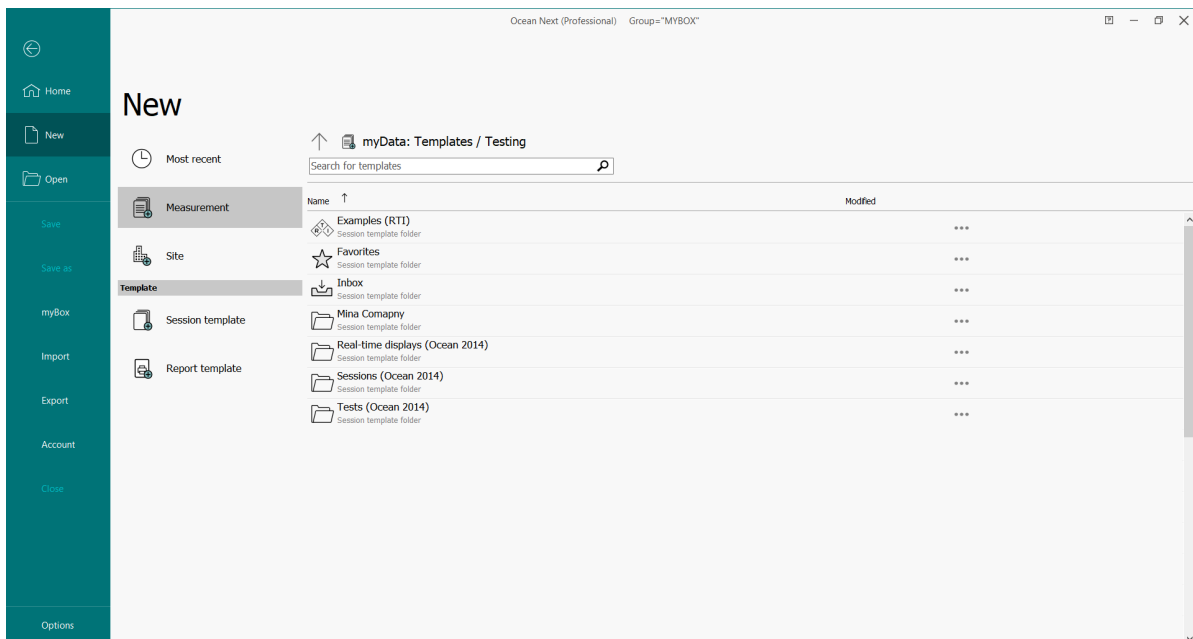 Ocean Next (Professional) Group="MYBOX"
Home
New
Open
Save
Save as
myBox
Import
Export
Account
Close
Options
New
Most recent
Measurement
Site
Template
Session template
Report template
myData: Templates / Testing
Search for templates
Name Modified
Examples (RTI)
Session template folder
Favorites
Session template folder
Inbox
Session template folder
Mina Comapny
Session template folder
Real-time displays (Ocean 2014)
Session template folder
Sessions (Ocean 2014)
Session template folder
Tests (Ocean 2014)
Session template folder